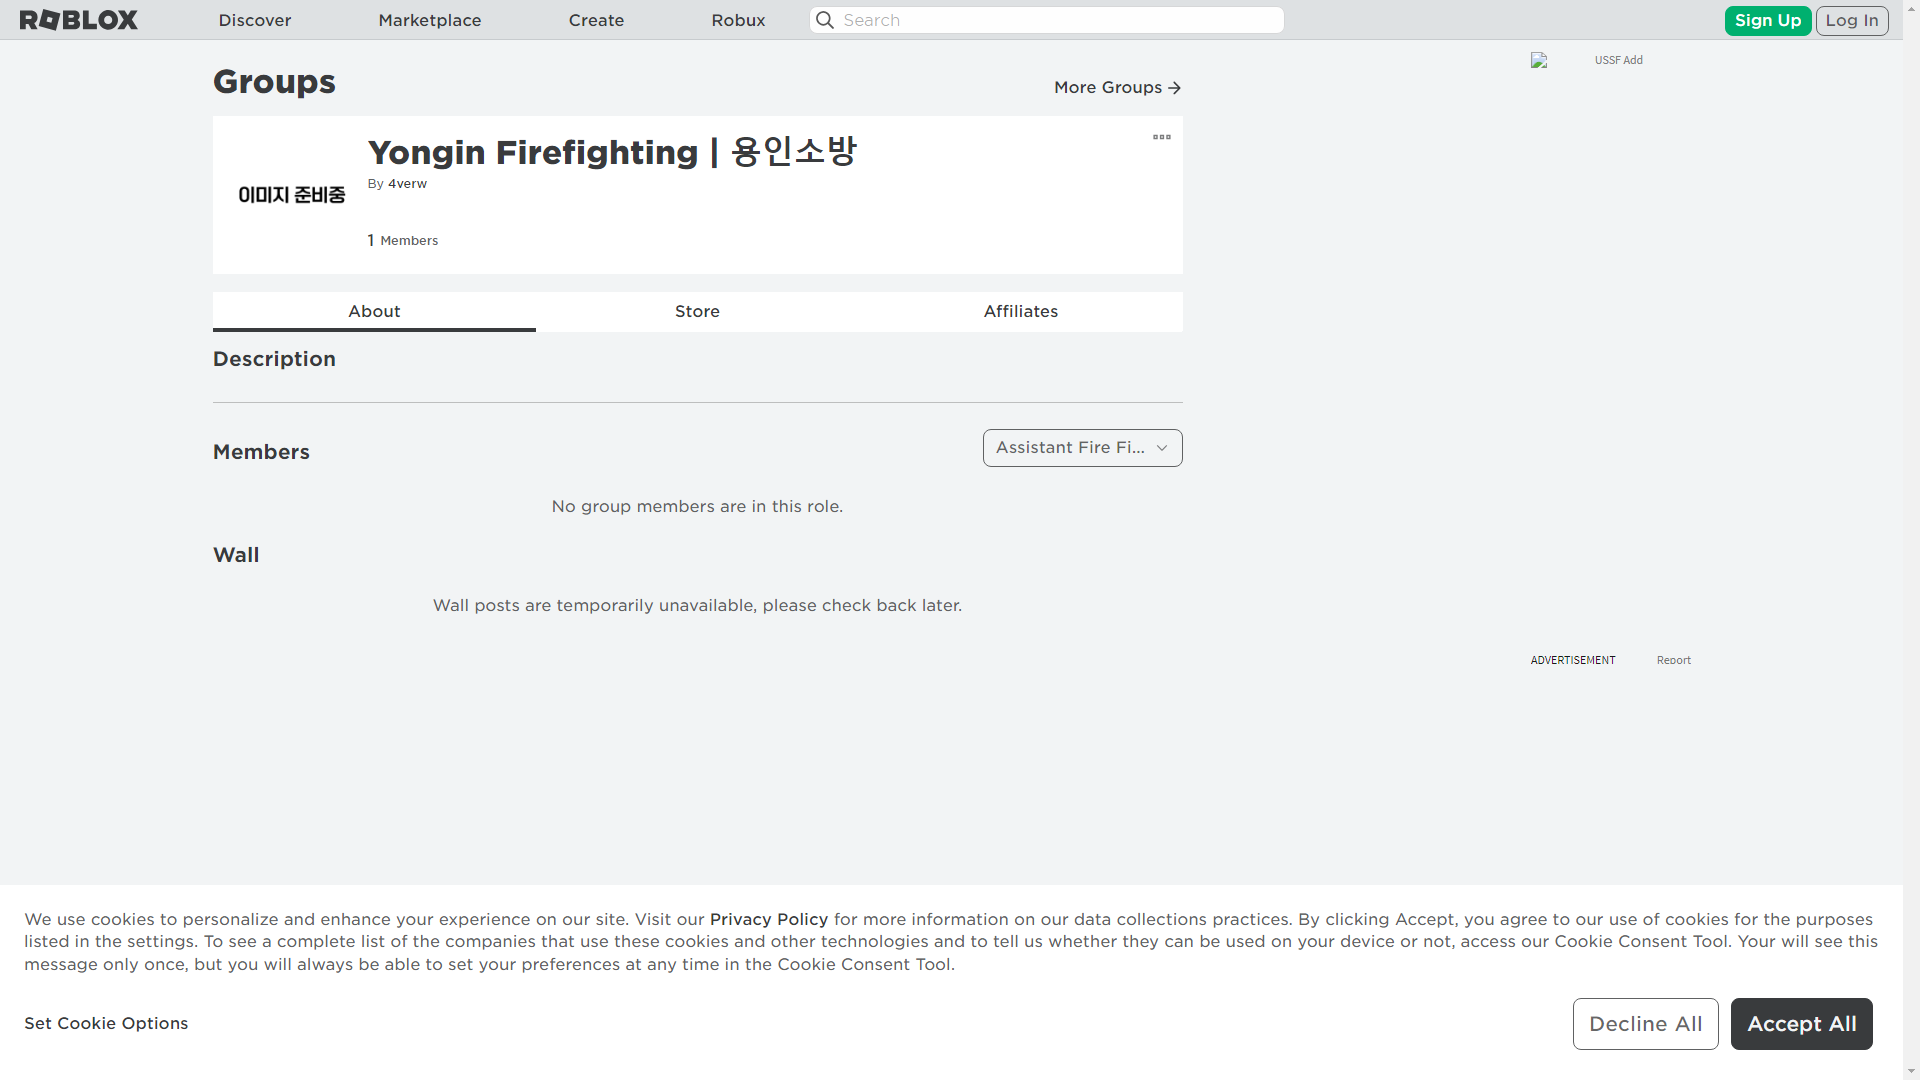 ROBLOX
Discover
Marketplace
Create
Robux
Search
Sign Up
Log In
Groups
More Groups
USSF Add
이미지 준비중
Yongin Firefighting | 용인소방
By 4verw
1 Members
About
Store
Affiliates
Description
Members
Assistant Fire Fi...
No group members are in this role.
Wall
Wall posts are temporarily unavailable, please check back later.
ADVERTISEMENT
Report
We use cookies to personalize and enhance your experience on our site. Visit our Privacy Policy for more information on our data collections practices. By clicking Accept, you agree to our use of cookies for the purposes
listed in the settings. To see a complete list of the companies that use these cookies and other technologies and to tell us whether they can be used on your device or not, access our Cookie Consent Tool. Your will see this
message only once, but you will always be able to set your preferences at any time in the Cookie Consent Tool.
Set Cookie Options
Decline All
Accept All